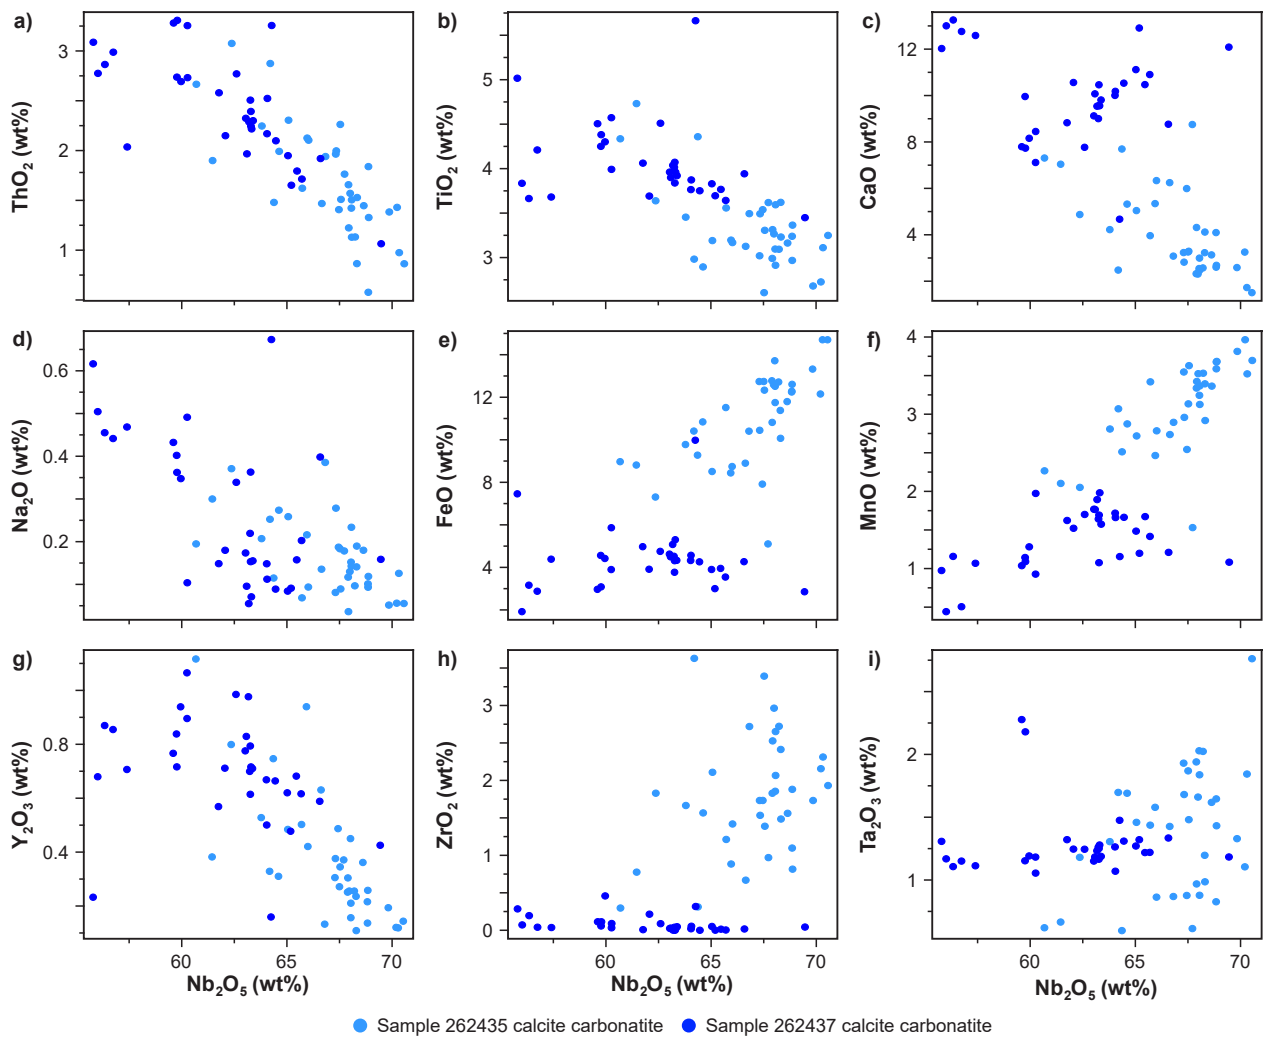 a)
3
2
1
ThO₂ (wt%)
b)
5
4
3
TiO₂ (wt%)
c)
12
8
4
CaO (wt%)
d)
0.6
0.4
0.2
Na₂O (wt%)
e)
12
8
4
FeO (wt%)
f)
4
3
2
1
MnO (wt%)
g)
0.8
0.4
Y₂O₃ (wt%)
60 65 70
Nb₂O₅ (wt%)
h)
3
2
1
0
ZrO₂ (wt%)
60 65 70
Nb₂O₅ (wt%)
i)
2
1
Ta₂O₃ (wt%)
60 65 70
Nb₂O₅ (wt%)
Sample 262435 calcite carbonatite Sample 262437 calcite carbonatite